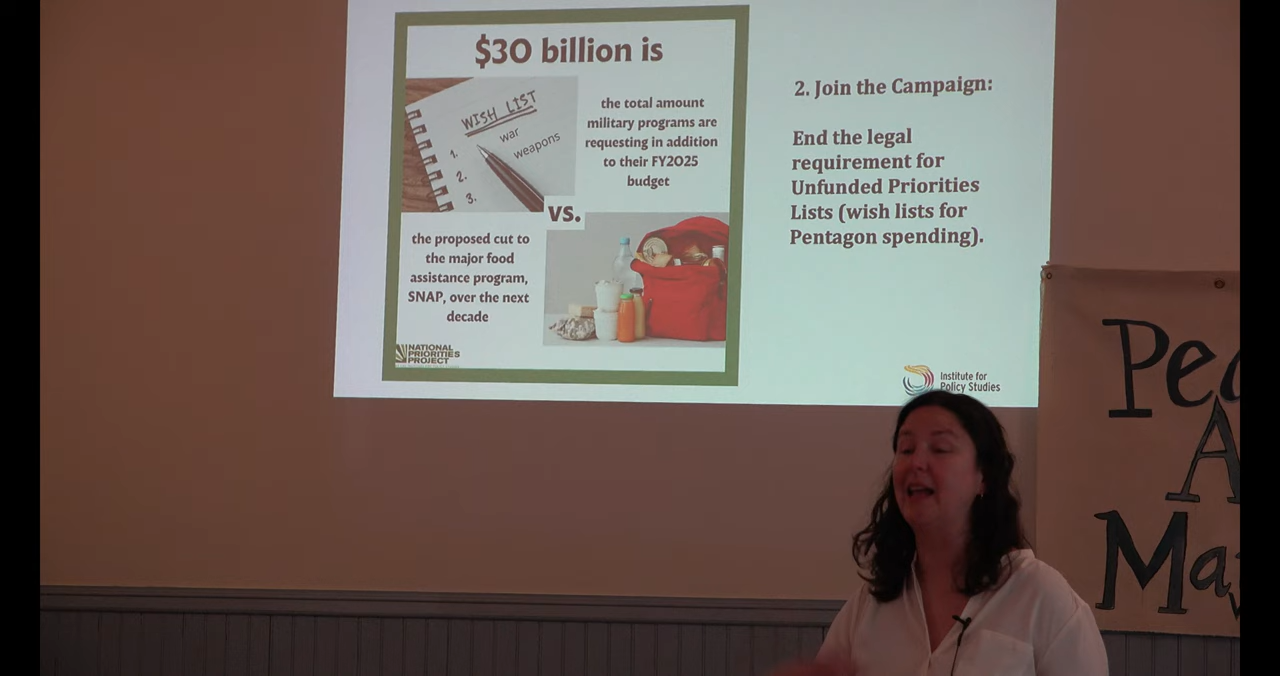 $30 billion is
WISH LIST
1. war
weapons
2.
3.
the total amount
military programs are
requesting in addition
to their FY2025
budget
vs.
the proposed cut to
the major food
assistance program,
SNAP, over the next
decade
NATIONAL
PRIORITIES
PROJECT
2. Join the Campaign:
End the legal
requirement for
Unfunded Priorities
Lists (wish lists for
Pentagon spending).
Institute for
Policy Studies